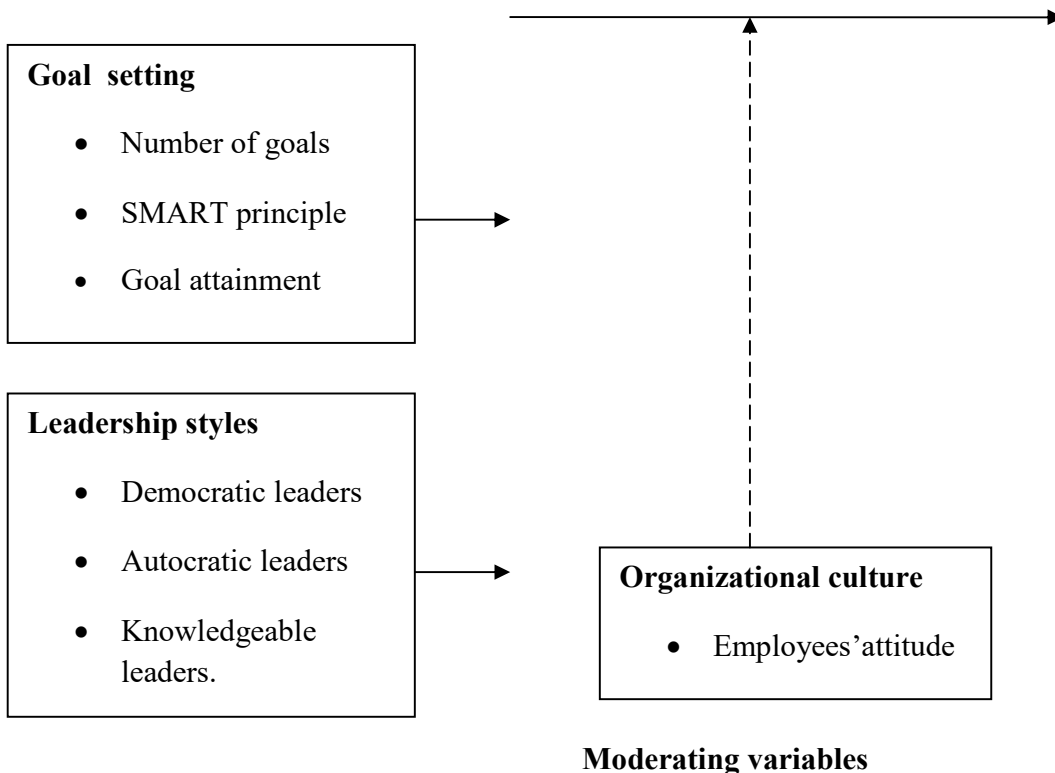 Goal setting
• Number of goals
• SMART principle
• Goal attainment
Leadership styles
• Democratic leaders
• Autocratic leaders
• Knowledgeable
leaders.
Organizational culture
• Employees’attitude
Moderating variables